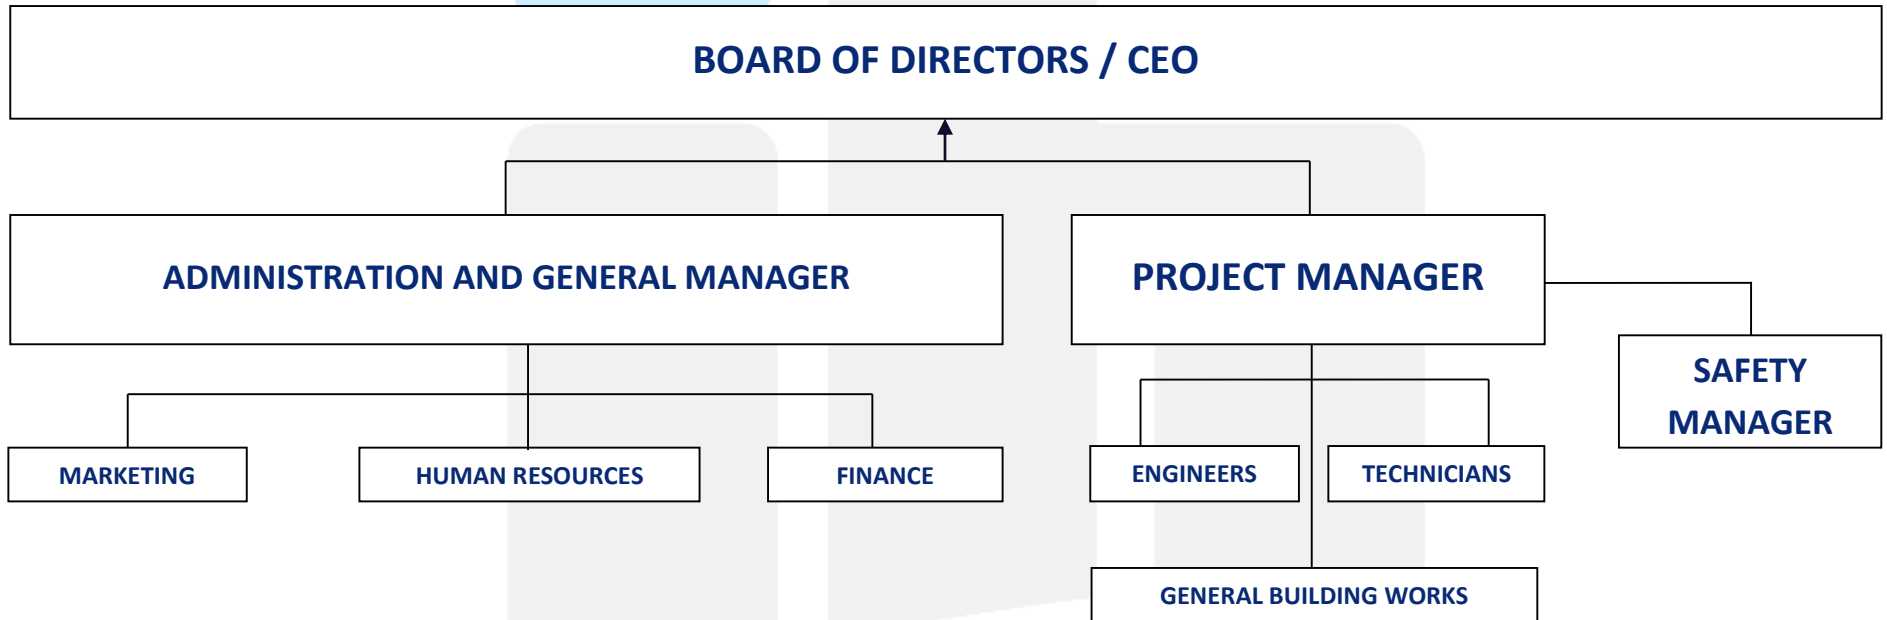 BOARD OF DIRECTORS / CEO
ADMINISTRATION AND GENERAL MANAGER
PROJECT MANAGER
SAFETY
MANAGER
MARKETING
HUMAN RESOURCES
FINANCE
ENGINEERS
TECHNICIANS
GENERAL BUILDING WORKS